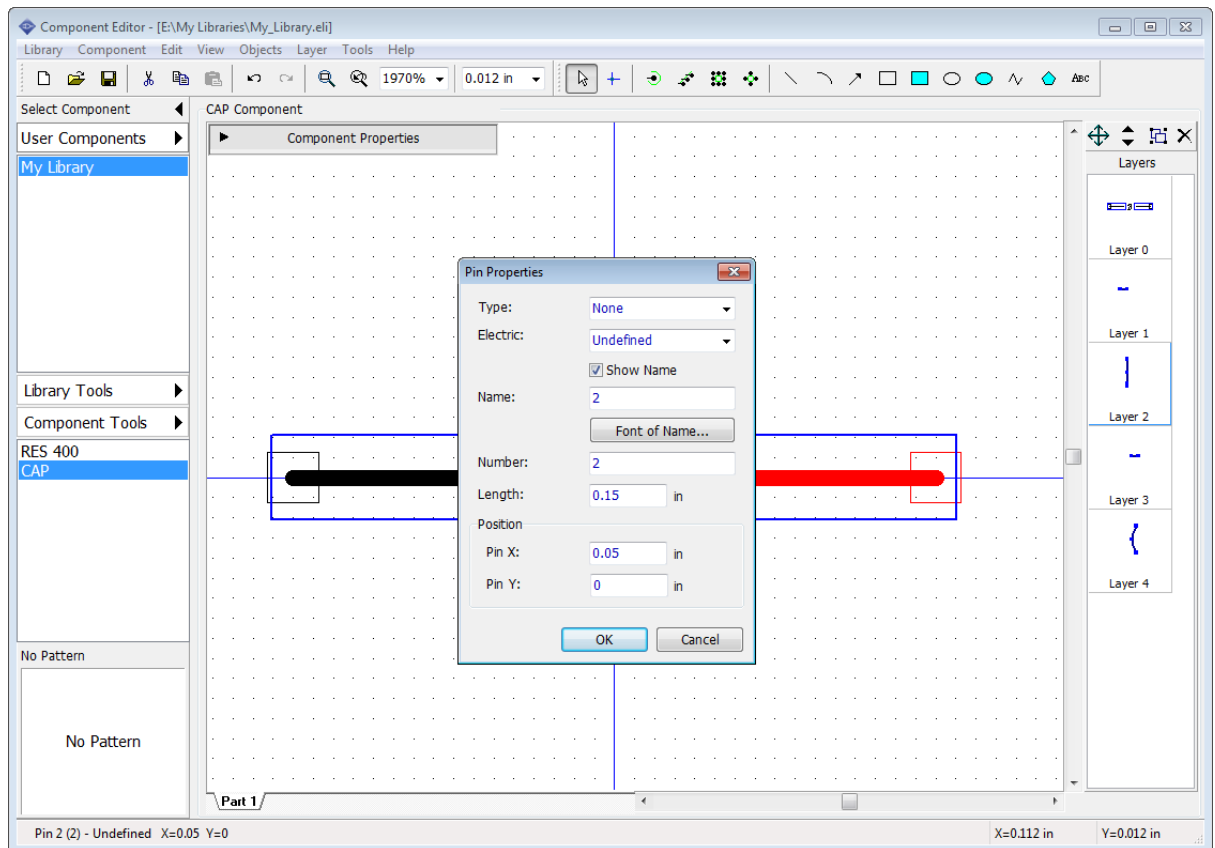 Component Editor - [E:\My Libraries\My_Library.eli]
Library Component Edit View Objects Layer Tools Help
1970% 0.012 in ABC
Select Component
CAP Component
User Components
Component Properties
My Library
Layers
Layer 0
Pin Properties
Type: None
Layer 1
Electric: Undefined
Show Name
Library Tools
Name: 2
Layer 2
Component Tools
Font of Name...
RES 400
CAP
Number: 2
Length: 0.15 in
Layer 3
Position
Pin X: 0.05 in
Pin Y: 0 in
Layer 4
OK Cancel
No Pattern
No Pattern
Part 1
Pin 2 (2) - Undefined X=0.05 Y=0 X=0.112 in Y=0.012 in